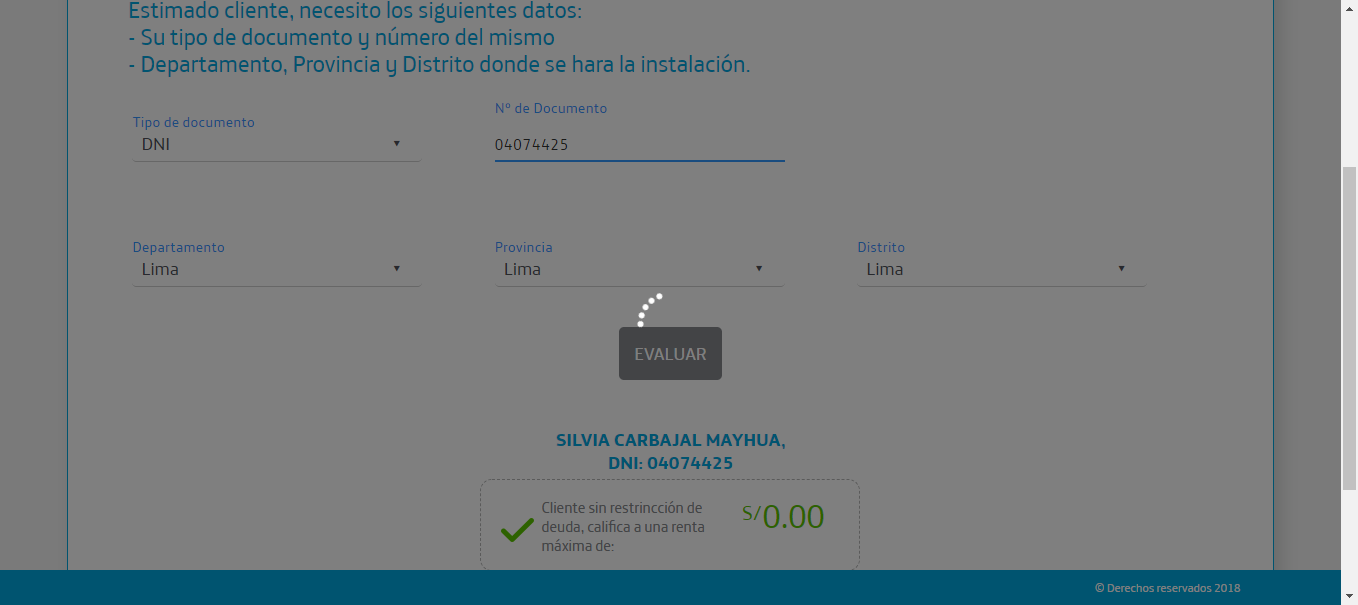 Estimado cliente, necesito los siguientes datos:
- Su tipo de documento y número del mismo
- Departamento, Provincia y Distrito donde se hara la instalación.
Nº de Documento
Tipo de documento
DNI
04074425
Departamento
Provincia
Distrito
Lima
Lima
Lima
EVALUAR
SILVIA CARBAJAL MAYHUA,
DNI: 04074425
Cliente sin restrincción de
deuda, califica a una renta
máxima de:
S/0.00
© Derechos reservados 2018